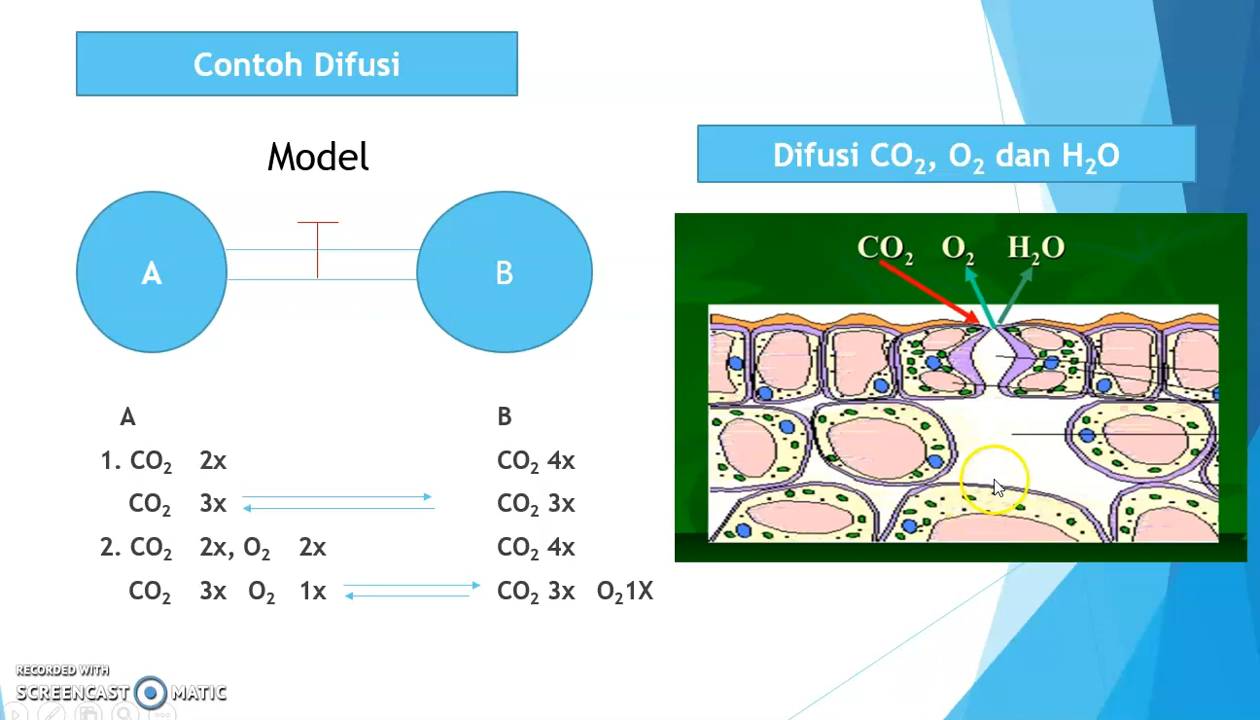 Contoh Difusi
Model
A
B
A B
1. CO₂ 2x CO₂ 4x
CO₂ 3x CO₂ 3x
2. CO₂ 2x, O₂ 2x CO₂ 4x
CO₂ 3x O₂ 1x CO₂ 3x O₂1X
Difusi CO₂, O₂ dan H₂O
CO₂ O₂ H₂O
RECORDED WITH
SCREENCAST MATIC